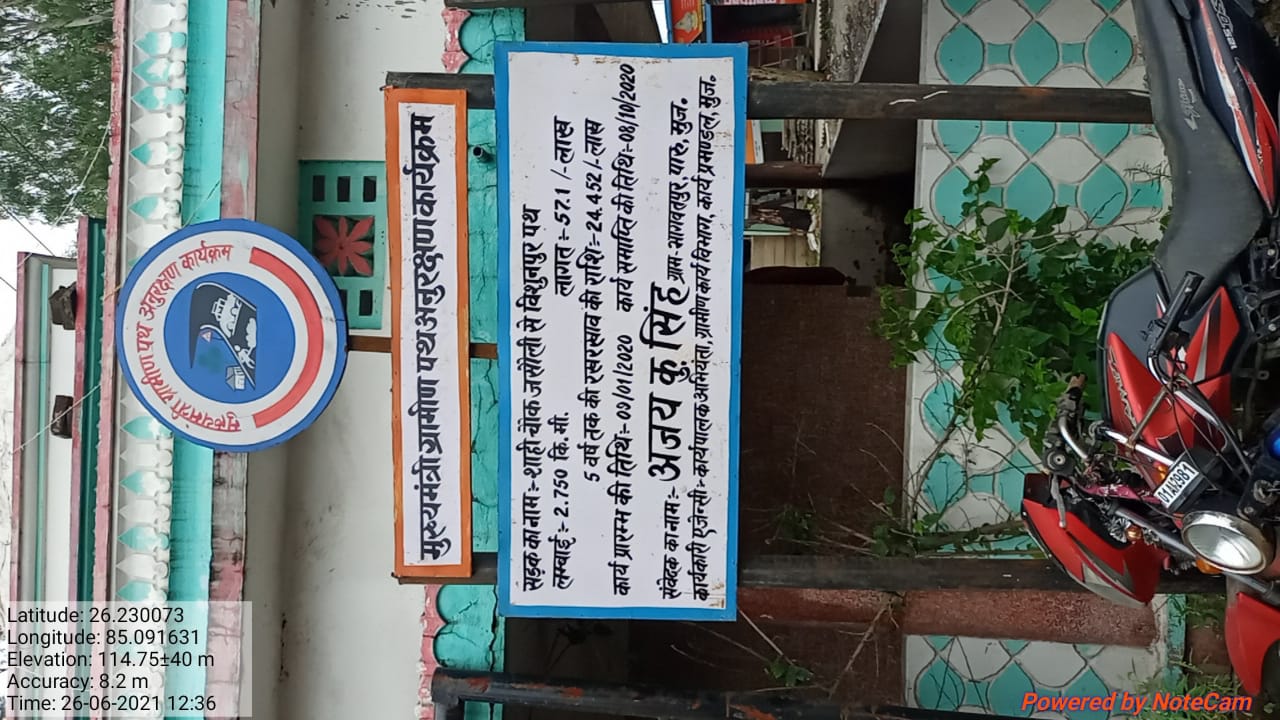 मुख्यमंत्री ग्रामीण पथ अनुरक्षण कार्यक्रम
मुख्यमंत्री ग्रामीण पथ अनुरक्षण कार्यक्रम
सड़क का नाम :- शाही चौक जलीली से बिशुनपुर पथ
लम्बाई :- 2.750 कि.मी. लागत :- 57.1 /- लाख
5 वर्ष तक की रखरखाव की राशि :- 24.452 /- लाख
कार्य प्रारम्भ की तिथि :- 09/01/2020 कार्य समाप्ति की तिथि :- 08/10/2020
संवेदक का नाम :- अजय कु सिंह ग्राम- भागवतपुर, पारु, मुज.
कार्यकारी एजेन्सी :- कार्यपालक अभियंता, ग्रामीण कार्य विभाग, कार्य प्रमण्डल, मुज.
Latitude: 26.230073
Longitude: 85.091631
Elevation: 114.75±40 m
Accuracy: 8.2 m
Time: 26-06-2021 12:36
Powered by NoteCam